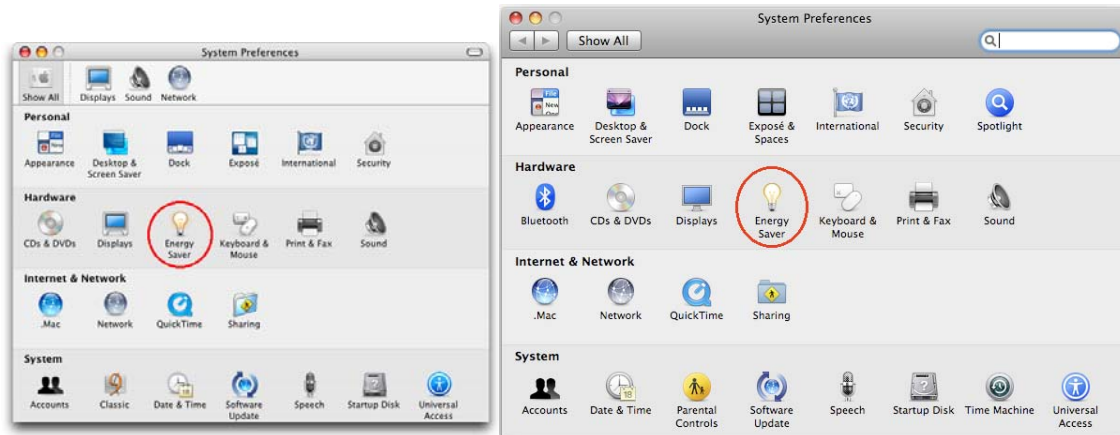 System Preferences
Show All Displays Sound Network
Personal
Appearance Desktop & Dock Exposé International Security
Screen Saver
Hardware
CDs & DVDs Displays Energy Keyboard & Print & Fax Sound
Saver Mouse
Internet & Network
.Mac Network QuickTime Sharing
System
Accounts Classic Date & Time Software Speech Startup Disk Universal
Update Access
System Preferences
Show All
Personal
Appearance Desktop & Dock Exposé & International Security Spotlight
Screen Saver Spaces
Hardware
Bluetooth CDs & DVDs Displays Energy Keyboard & Print & Fax Sound
Saver Mouse
Internet & Network
.Mac Network QuickTime Sharing
System
Accounts Date & Time Parental Software Speech Startup Disk Time Machine Universal
Controls Update Access